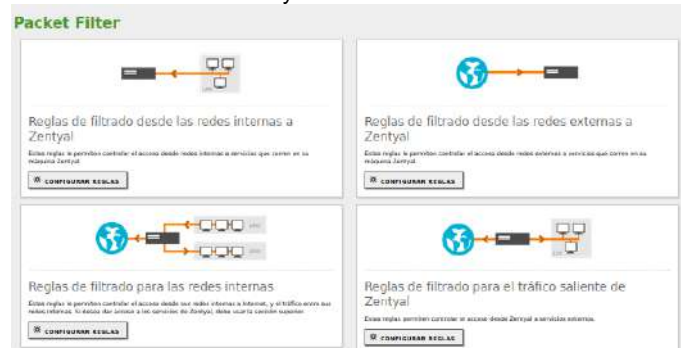 Packet Filter
Reglas de filtrado desde las redes internas a
Zentyal
Estas reglas le permiten controlar el acceso desde redes internas a servicios que corren en su
máquina Zentyal.
CONFIGURAR REGLAS
Reglas de filtrado desde las redes externas a
Zentyal
Estas reglas le permiten controlar el acceso desde redes externas a servicios que corren en su
máquina Zentyal.
CONFIGURAR REGLAS
Reglas de filtrado para las redes internas
Estas reglas le permiten controlar el acceso desde sus redes internas a Internet, y el tráfico entre sus
redes internas. Si desea dar acceso a los servicios de Zentyal, debe usar la sección superior.
CONFIGURAR REGLAS
Reglas de filtrado para el tráfico saliente de
Zentyal
Estas reglas permiten controlar el acceso desde Zentyal a servicios externos.
CONFIGURAR REGLAS